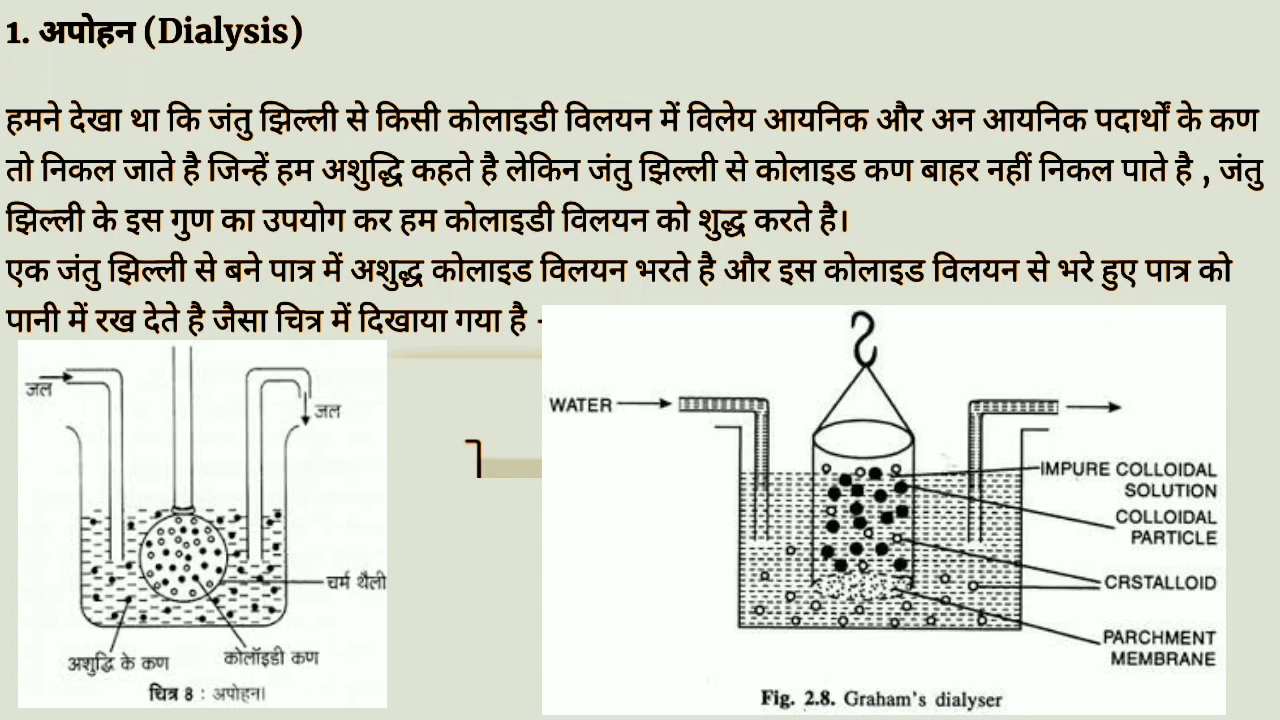 1. अपोहन (Dialysis)
हमने देखा था कि जंतु झिल्ली से किसी कोलाइडी विलयन में विलेय आयनिक और अन आयनिक पदार्थों के कण
तो निकल जाते है जिन्हें हम अशुद्धि कहते है लेकिन जंतु झिल्ली से कोलाइड कण बाहर नहीं निकल पाते है , जंतु
झिल्ली के इस गुण का उपयोग कर हम कोलाइडी विलयन को शुद्ध करते है।
एक जंतु झिल्ली से बने पात्र में अशुद्ध कोलाइड विलयन भरते है और इस कोलाइड विलयन से भरे हुए पात्र को
पानी में रख देते है जैसा चित्र में दिखाया गया है -
जल
जल
चर्म थैली
अशुद्धि के कण
कोलॉइडी कण
चित्र 8 : अपोहन।
WATER
IMPURE COLLOIDAL
SOLUTION
COLLOIDAL
PARTICLE
CRSTALLOID
PARCHMENT
MEMBRANE
Fig. 2.8. Graham's dialyser